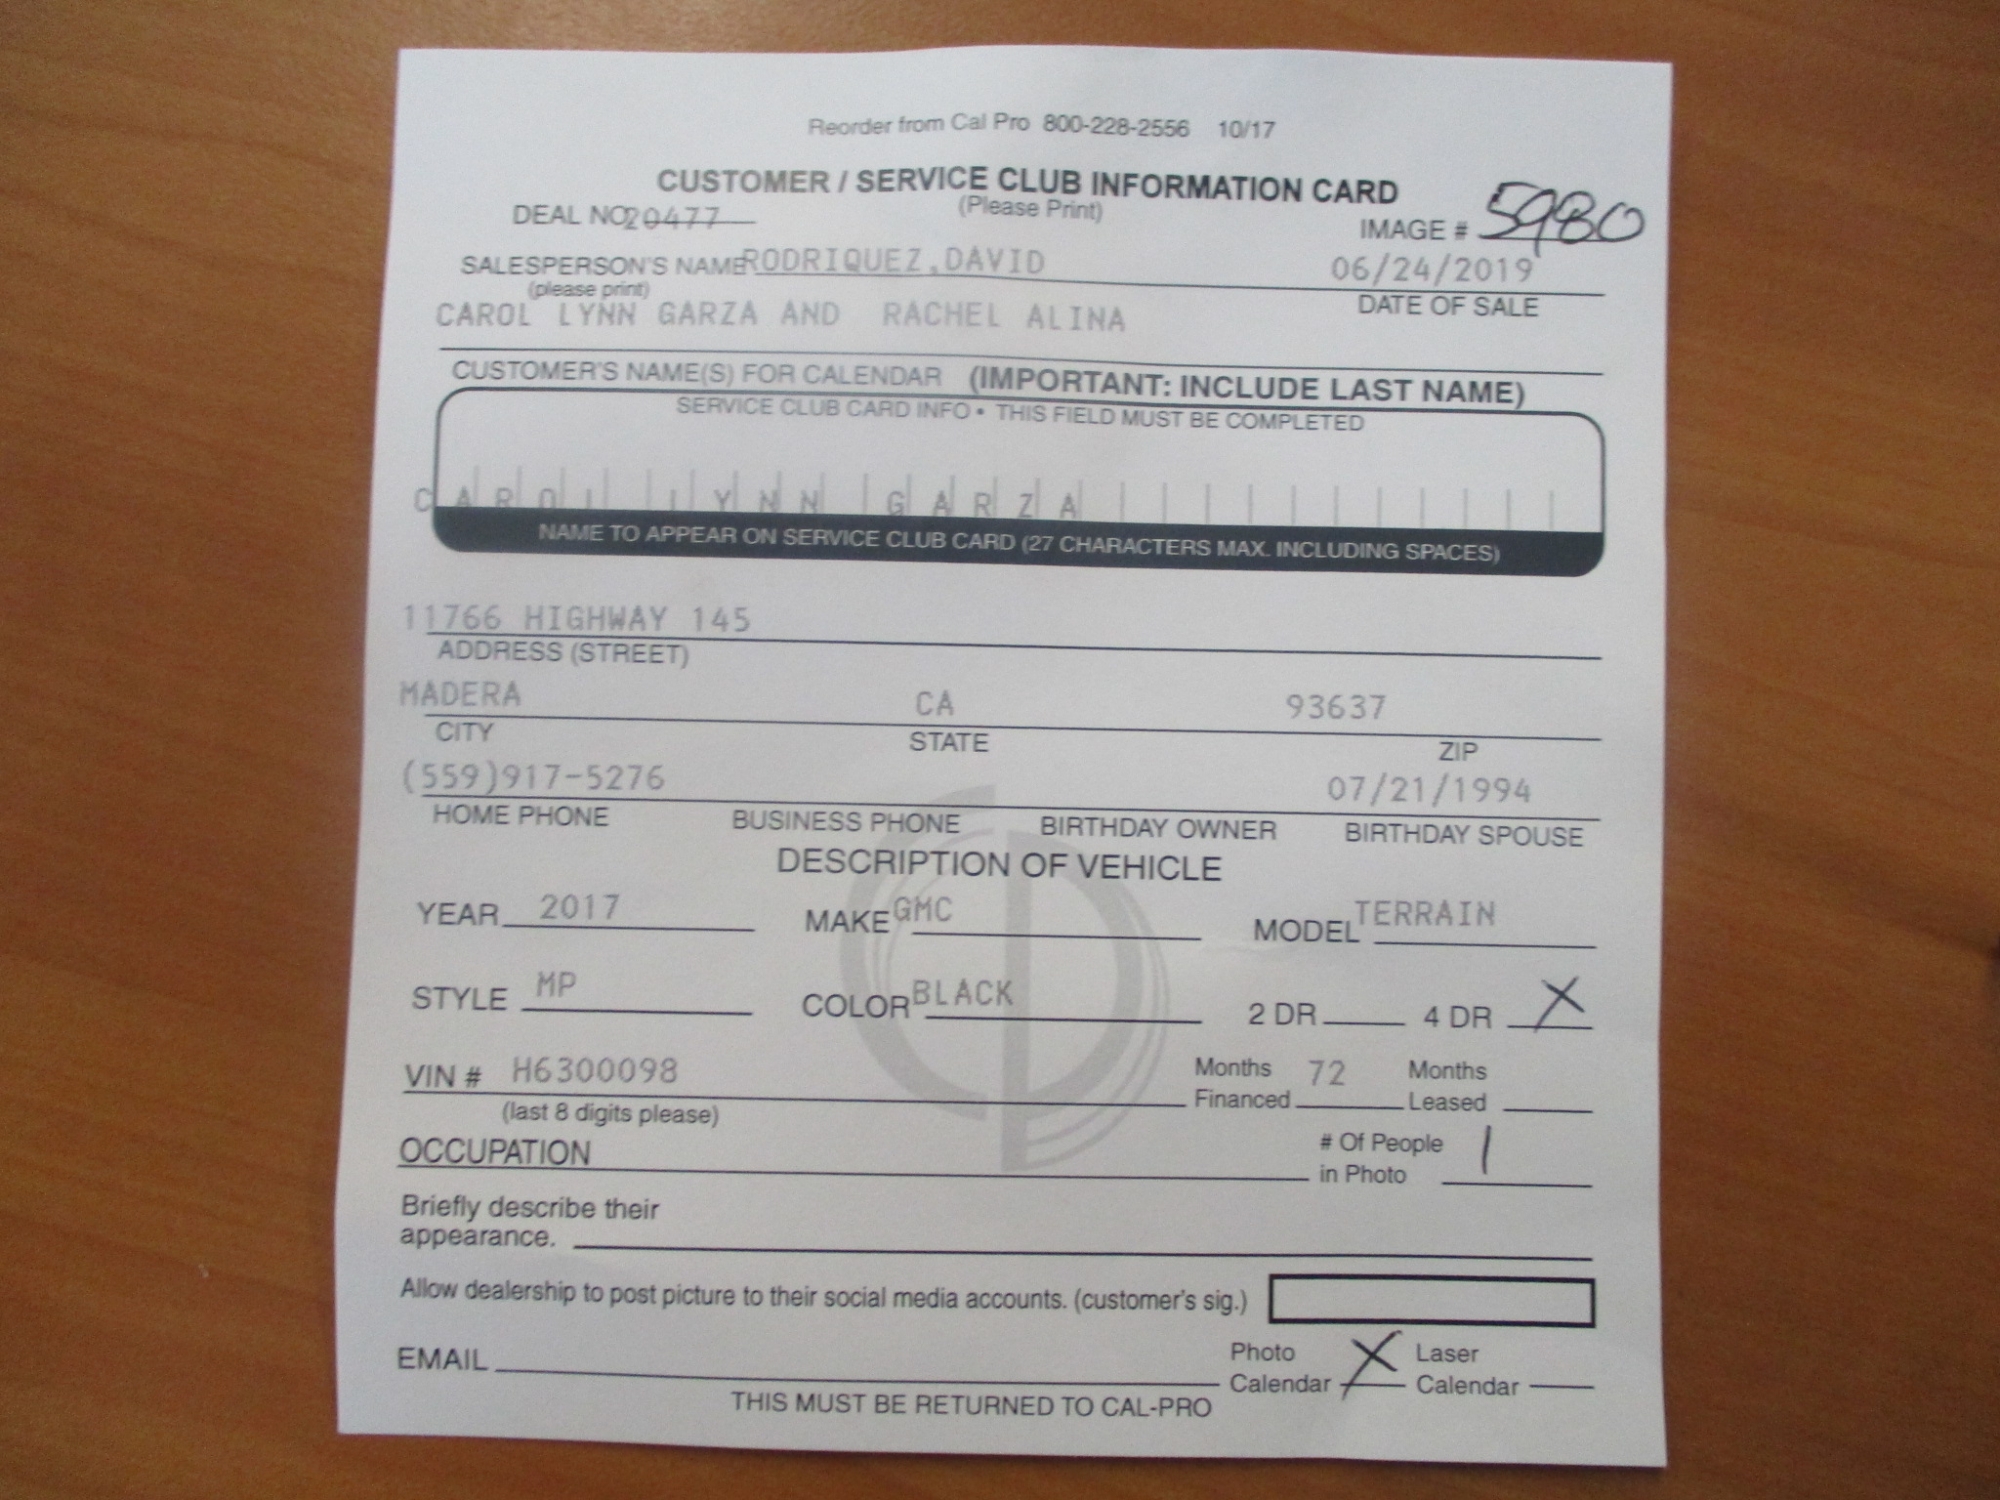 Reorder from Cal Pro 800-228-2556 10/17
CUSTOMER / SERVICE CLUB INFORMATION CARD
(Please Print)
DEAL NO 20477
IMAGE # 5980
SALESPERSON'S NAME RODRIQUEZ,DAVID
06/24/2019
(please print)
DATE OF SALE
CAROL LYNN GARZA AND RACHEL ALINA
CUSTOMER'S NAME(S) FOR CALENDAR (IMPORTANT: INCLUDE LAST NAME)
SERVICE CLUB CARD INFO • THIS FIELD MUST BE COMPLETED
CAROL LYNN GARZA
NAME TO APPEAR ON SERVICE CLUB CARD (27 CHARACTERS MAX. INCLUDING SPACES)
11766 HIGHWAY 145
ADDRESS (STREET)
MADERA CA 93637
CITY STATE ZIP
(559)917-5276 07/21/1994
HOME PHONE BUSINESS PHONE BIRTHDAY OWNER BIRTHDAY SPOUSE
DESCRIPTION OF VEHICLE
YEAR 2017 MAKE GMC MODEL TERRAIN
STYLE MP COLOR BLACK 2 DR 4 DR X
VIN # H6300098 Months Financed 72 Months Leased
(last 8 digits please)
OCCUPATION # Of People in Photo 1
Briefly describe their
appearance.
Allow dealership to post picture to their social media accounts. (customer's sig.)
EMAIL Photo Calendar X Laser Calendar
THIS MUST BE RETURNED TO CAL-PRO